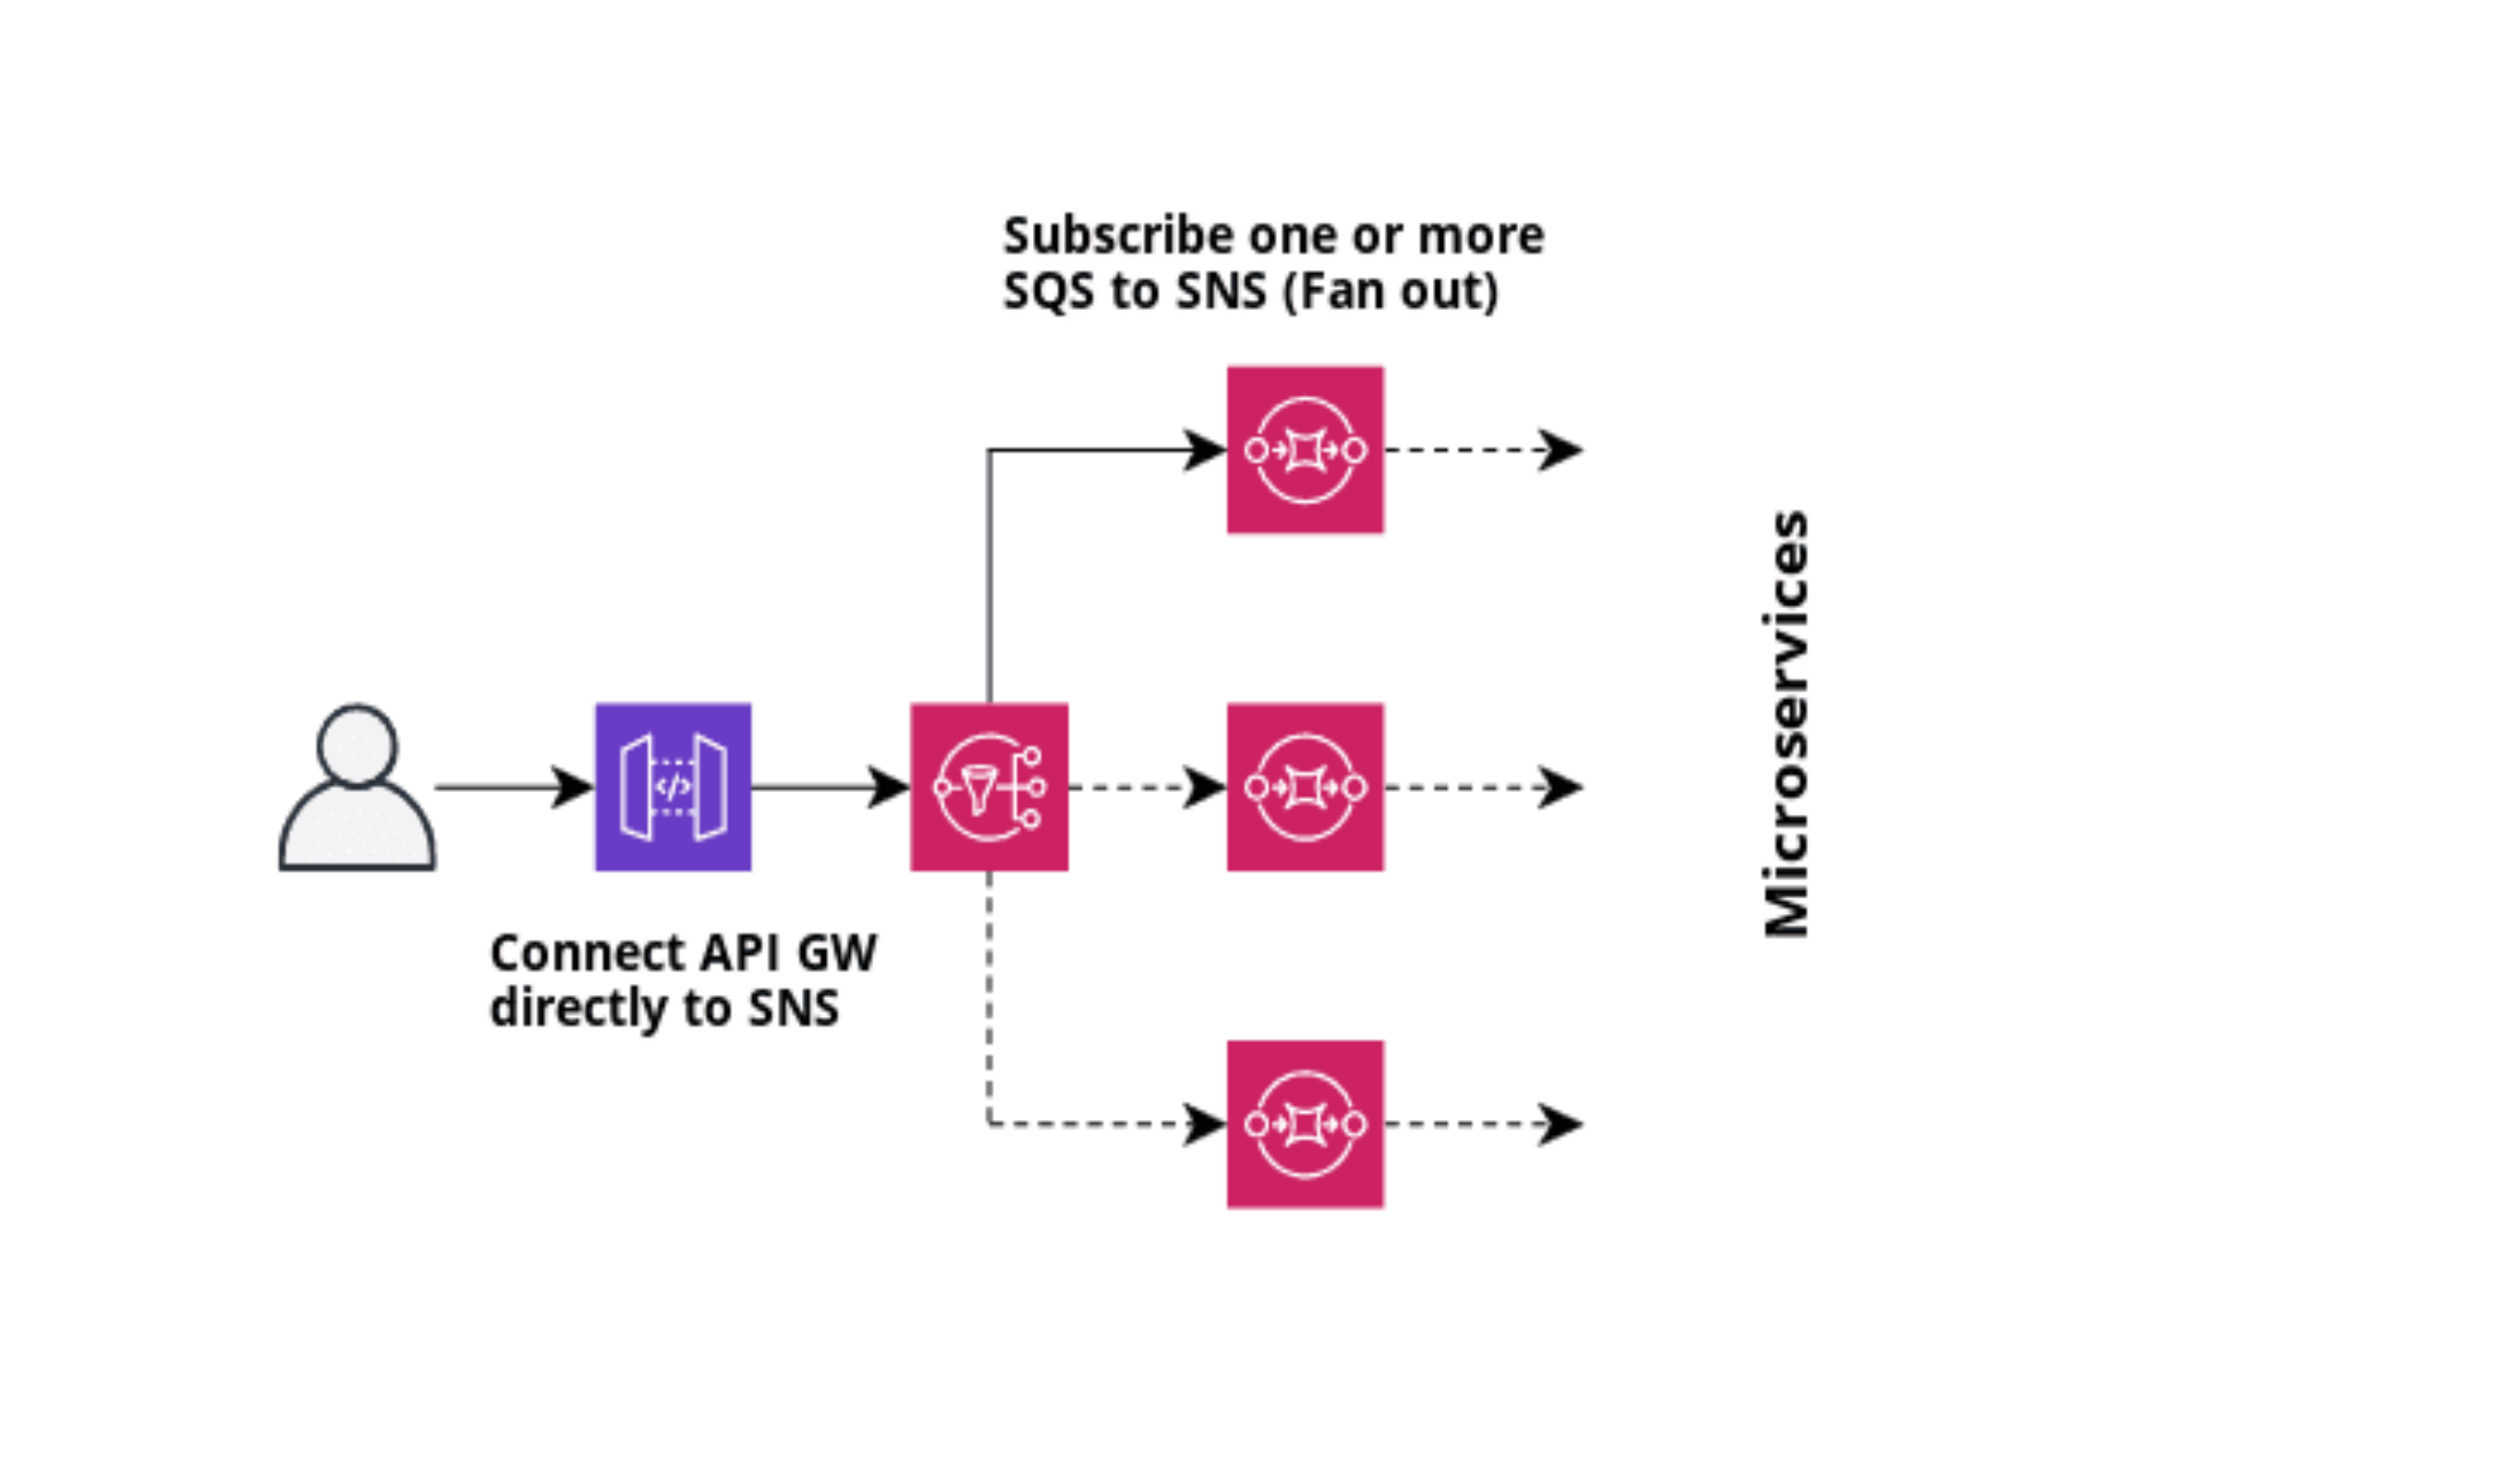 Subscribe one or more
SQS to SNS (Fan out)
Microservices
Connect API GW
directly to SNS